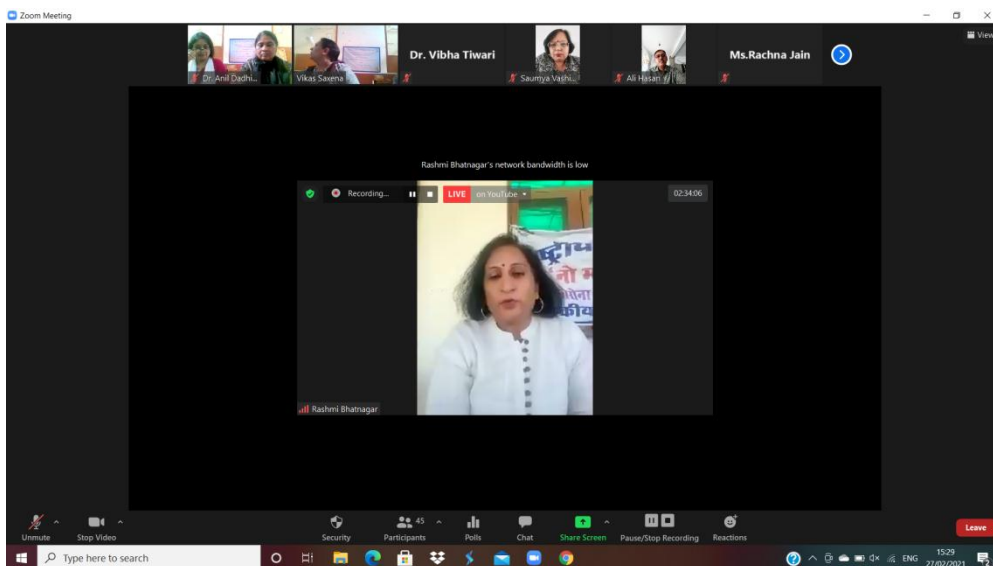 Zoom Meeting
View
Dr. Anil Dadhi...
Vikas Saxena
Dr. Vibha Tiwari
Saumya Vashi...
Ali Hasan
Ms.Rachna Jain
Rashmi Bhatnagar's network bandwidth is low
Recording...
LIVE on YouTube
02:34:06
Rashmi Bhatnagar
Unmute
Stop Video
Security
45
Participants
Polls
Chat
Share Screen
Pause/Stop Recording
Reactions
Leave
Type here to search
ENG
15:29
27/02/2021